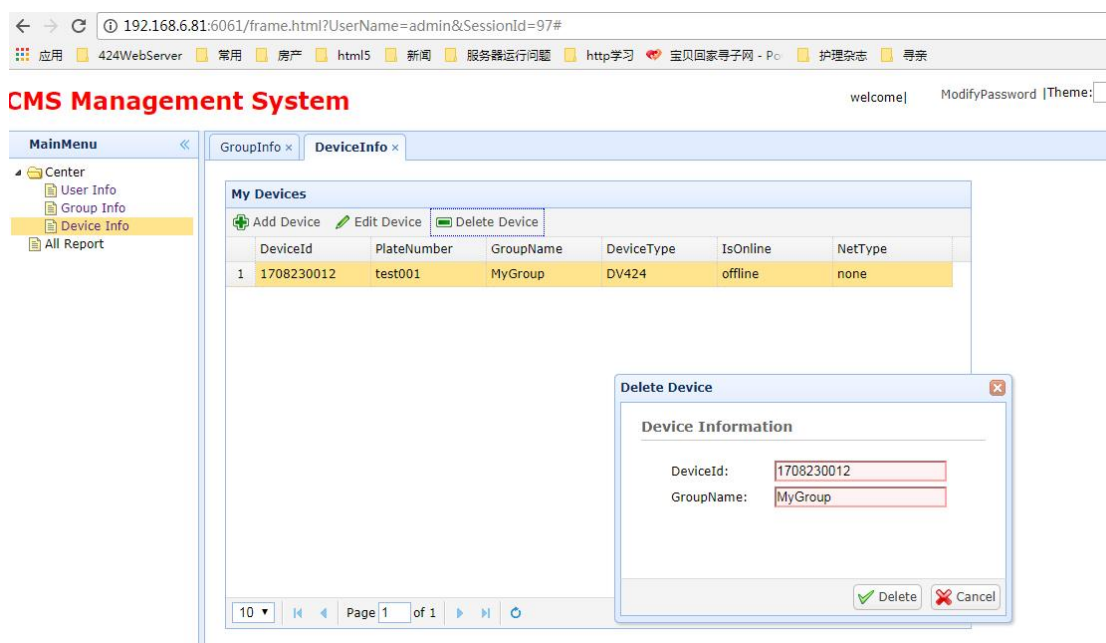 192.168.6.81:6061/frame.html?UserName=admin&SessionId=97#
应用 424WebServer 常用 房产 html5 新闻 服务器运行问题 http学习 宝贝回家寻子网 - Po 护理杂志 寻亲
CMS Management System
welcome| ModifyPassword |Theme:
MainMenu
GroupInfo × DeviceInfo ×
Center
User Info
Group Info
Device Info
All Report
My Devices
Add Device Edit Device Delete Device
DeviceId PlateNumber GroupName DeviceType IsOnline NetType
1 1708230012 test001 MyGroup DV424 offline none
Delete Device
Device Information
DeviceId: 1708230012
GroupName: MyGroup
Delete Cancel
10 Page 1 of 1